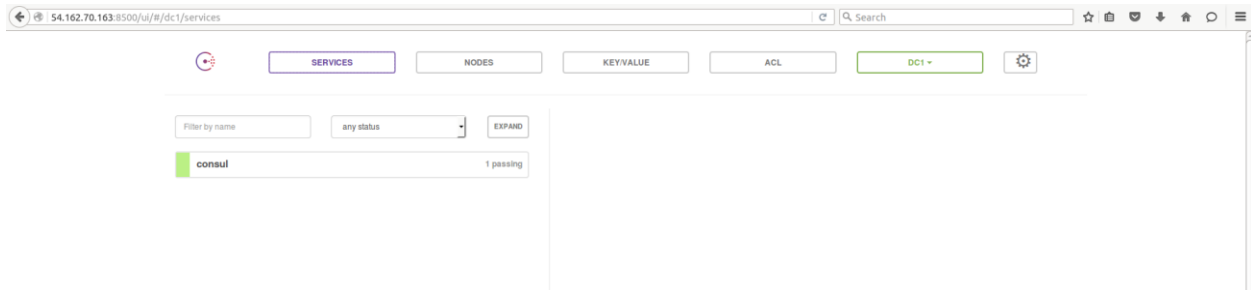 54.162.70.163:8500/ui/#/dc1/services Search
SERVICES NODES KEY/VALUE ACL DC1
Filter by name any status EXPAND
consul 1 passing